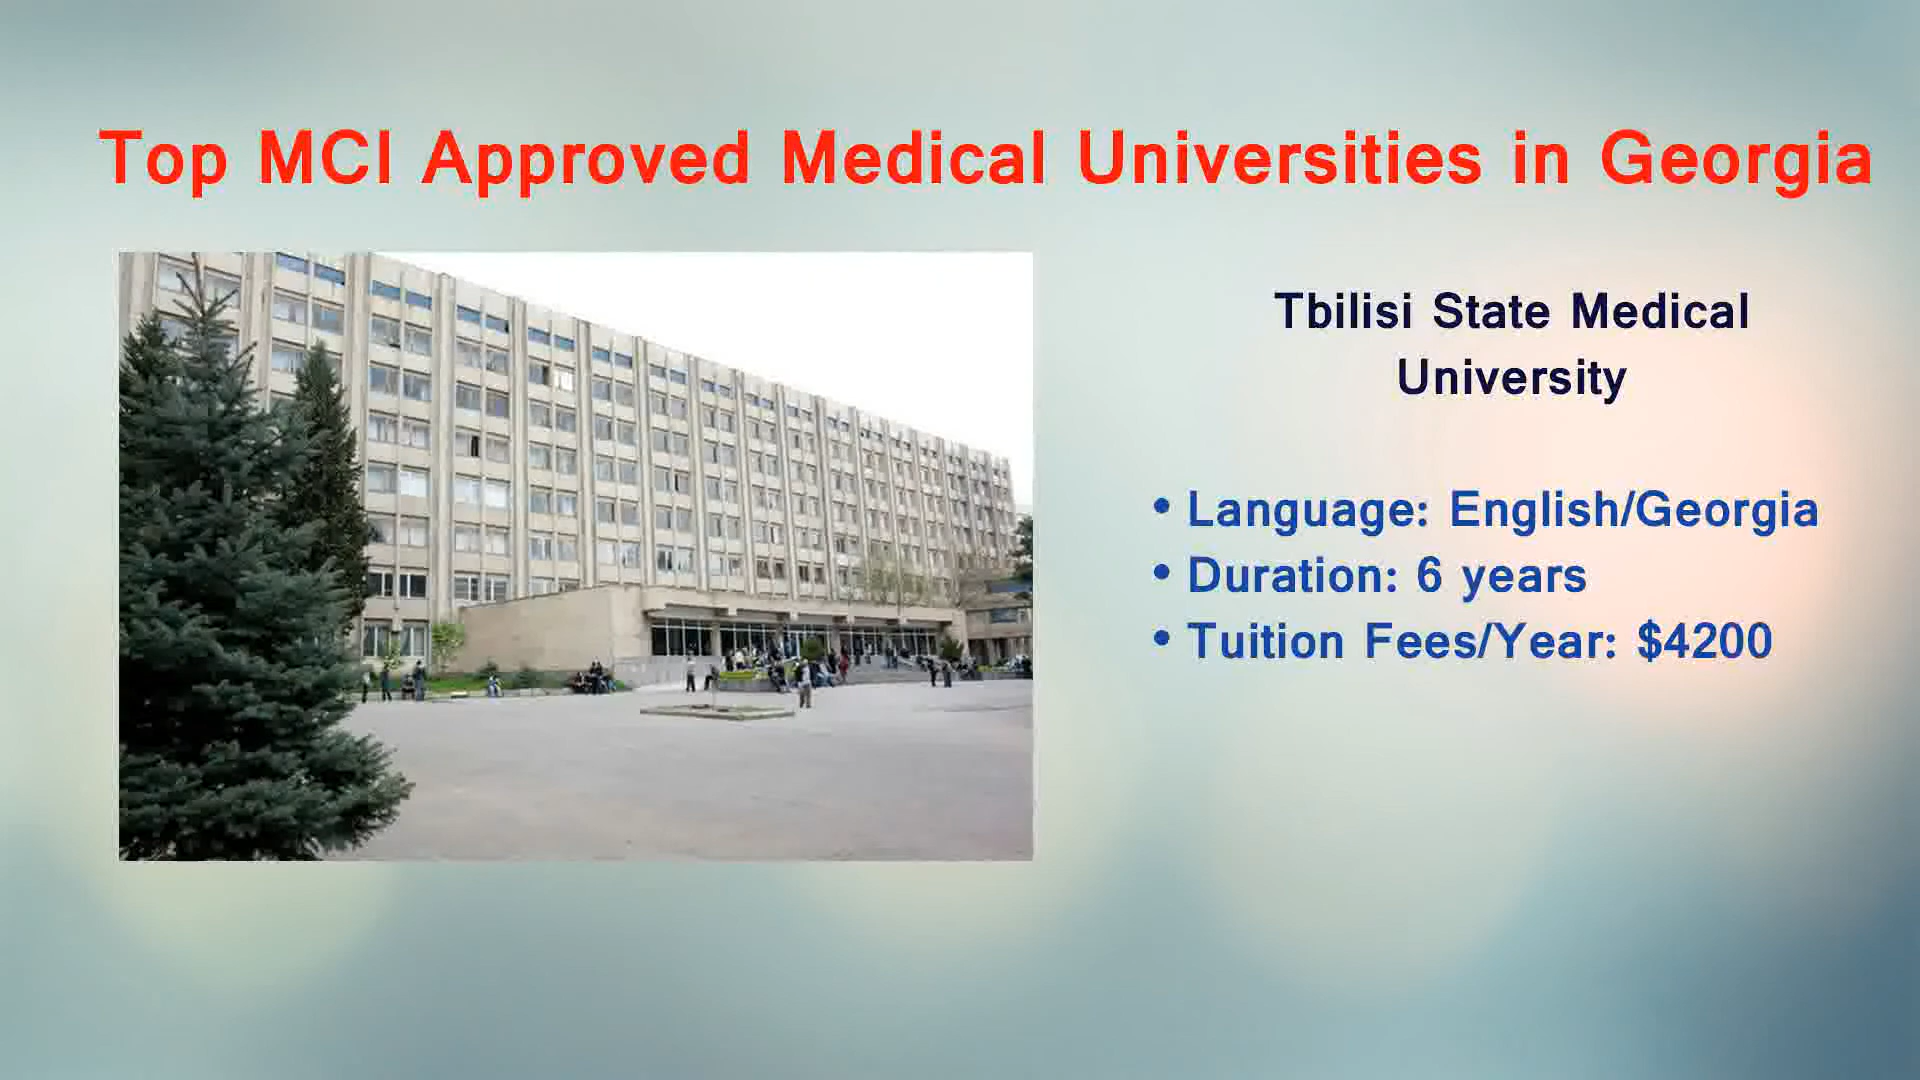 Top MCI Approved Medical Universities in Georgia
Tbilisi State Medical
University
• Language: English/Georgia
• Duration: 6 years
• Tuition Fees/Year: $4200